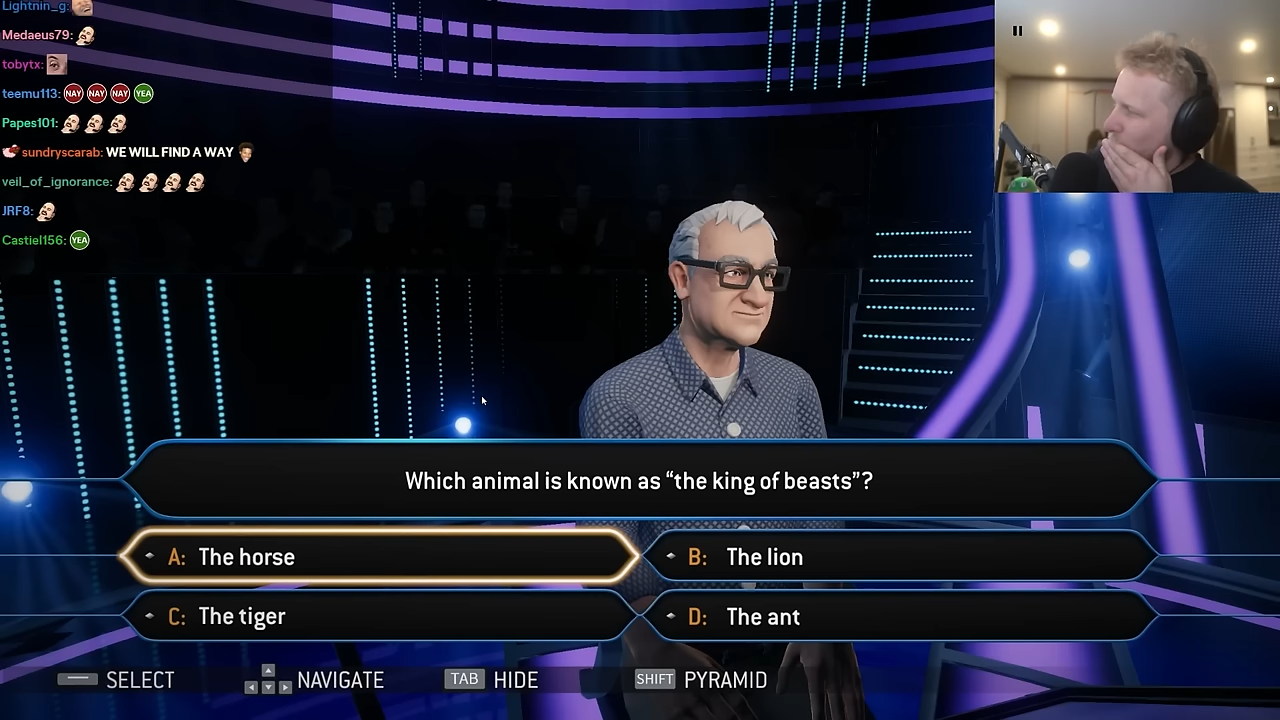 Lightnin_g:
Medaeus79:
tobytx:
teemu113: NAY NAY NAY YEA
Papes101:
sundryscarab: WE WILL FIND A WAY
veil_of_ignorance:
JRF8:
Castiel156: YEA
Which animal is known as “the king of beasts”?
A: The horse
B: The lion
C: The tiger
D: The ant
SELECT NAVIGATE TAB HIDE SHIFT PYRAMID